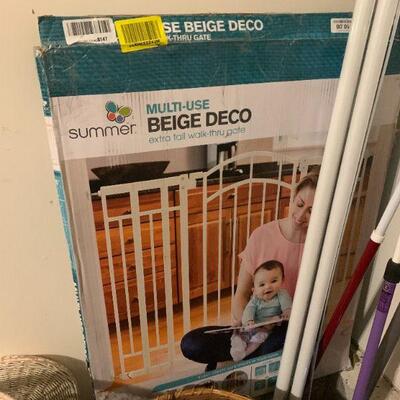 SE BEIGE DECO
K-THRU GATE
summer
MULTI-USE
BEIGE DECO
extra tall walk-thru gate